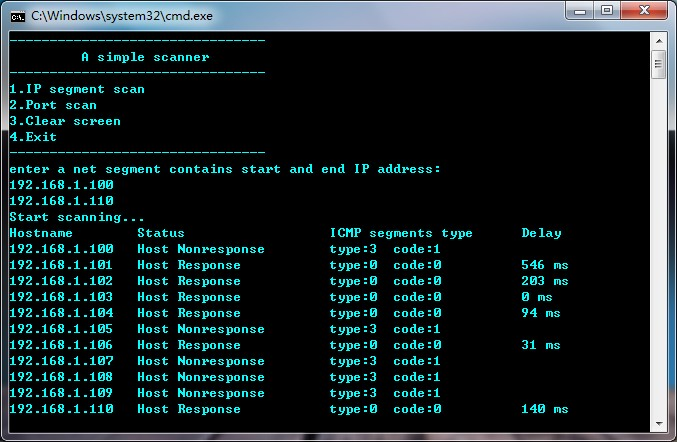 C:\Windows\system32\cmd.exe
--------------------------------
A simple scanner
--------------------------------
1.IP segment scan
2.Port scan
3.Clear screen
4.Exit
--------------------------------
enter a net segment contains start and end IP address:
192.168.1.100
192.168.1.110
Start scanning...
Hostname Status ICMP segments type Delay
192.168.1.100 Host Nonresponse type:3 code:1
192.168.1.101 Host Response type:0 code:0 546 ms
192.168.1.102 Host Response type:0 code:0 203 ms
192.168.1.103 Host Response type:0 code:0 0 ms
192.168.1.104 Host Response type:0 code:0 94 ms
192.168.1.105 Host Nonresponse type:3 code:1
192.168.1.106 Host Response type:0 code:0 31 ms
192.168.1.107 Host Nonresponse type:3 code:1
192.168.1.108 Host Nonresponse type:3 code:1
192.168.1.109 Host Nonresponse type:3 code:1
192.168.1.110 Host Response type:0 code:0 140 ms